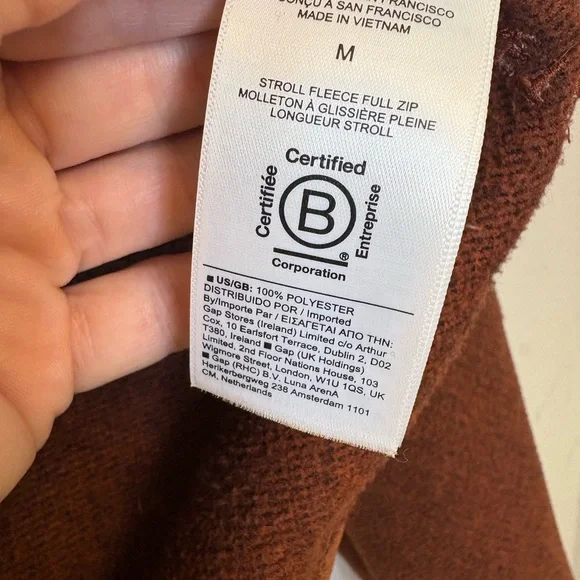 FRANCISCO
CONÇU À SAN FRANCISCO
MADE IN VIETNAM
M
STROLL FLEECE FULL ZIP
MOLLETON À GLISSIÈRE PLEINE
LONGUEUR STROLL
Certified
Certifiée
B
Entreprise
®
Corporation
■ US/GB: 100% POLYESTER
DISTRIBUIDO POR / Imported
By/Importe Par / ΕΙΣΑΓΕΤΑΙ ΑΠΟ ΤΗΝ:
Gap Stores (Ireland) Limited c/o Arthur
Cox, 10 Earlsfort Terrace, Dublin 2, D02
T380, Ireland ■ Gap (UK Holdings)
Limited, 2nd Floor Nations House, 103
Wigmore Street, London, W1U 1QS, UK
■ Gap (RHC) B.V. Luna ArenA
Herikerbergweg 238 Amsterdam 1101
CM, Netherlands